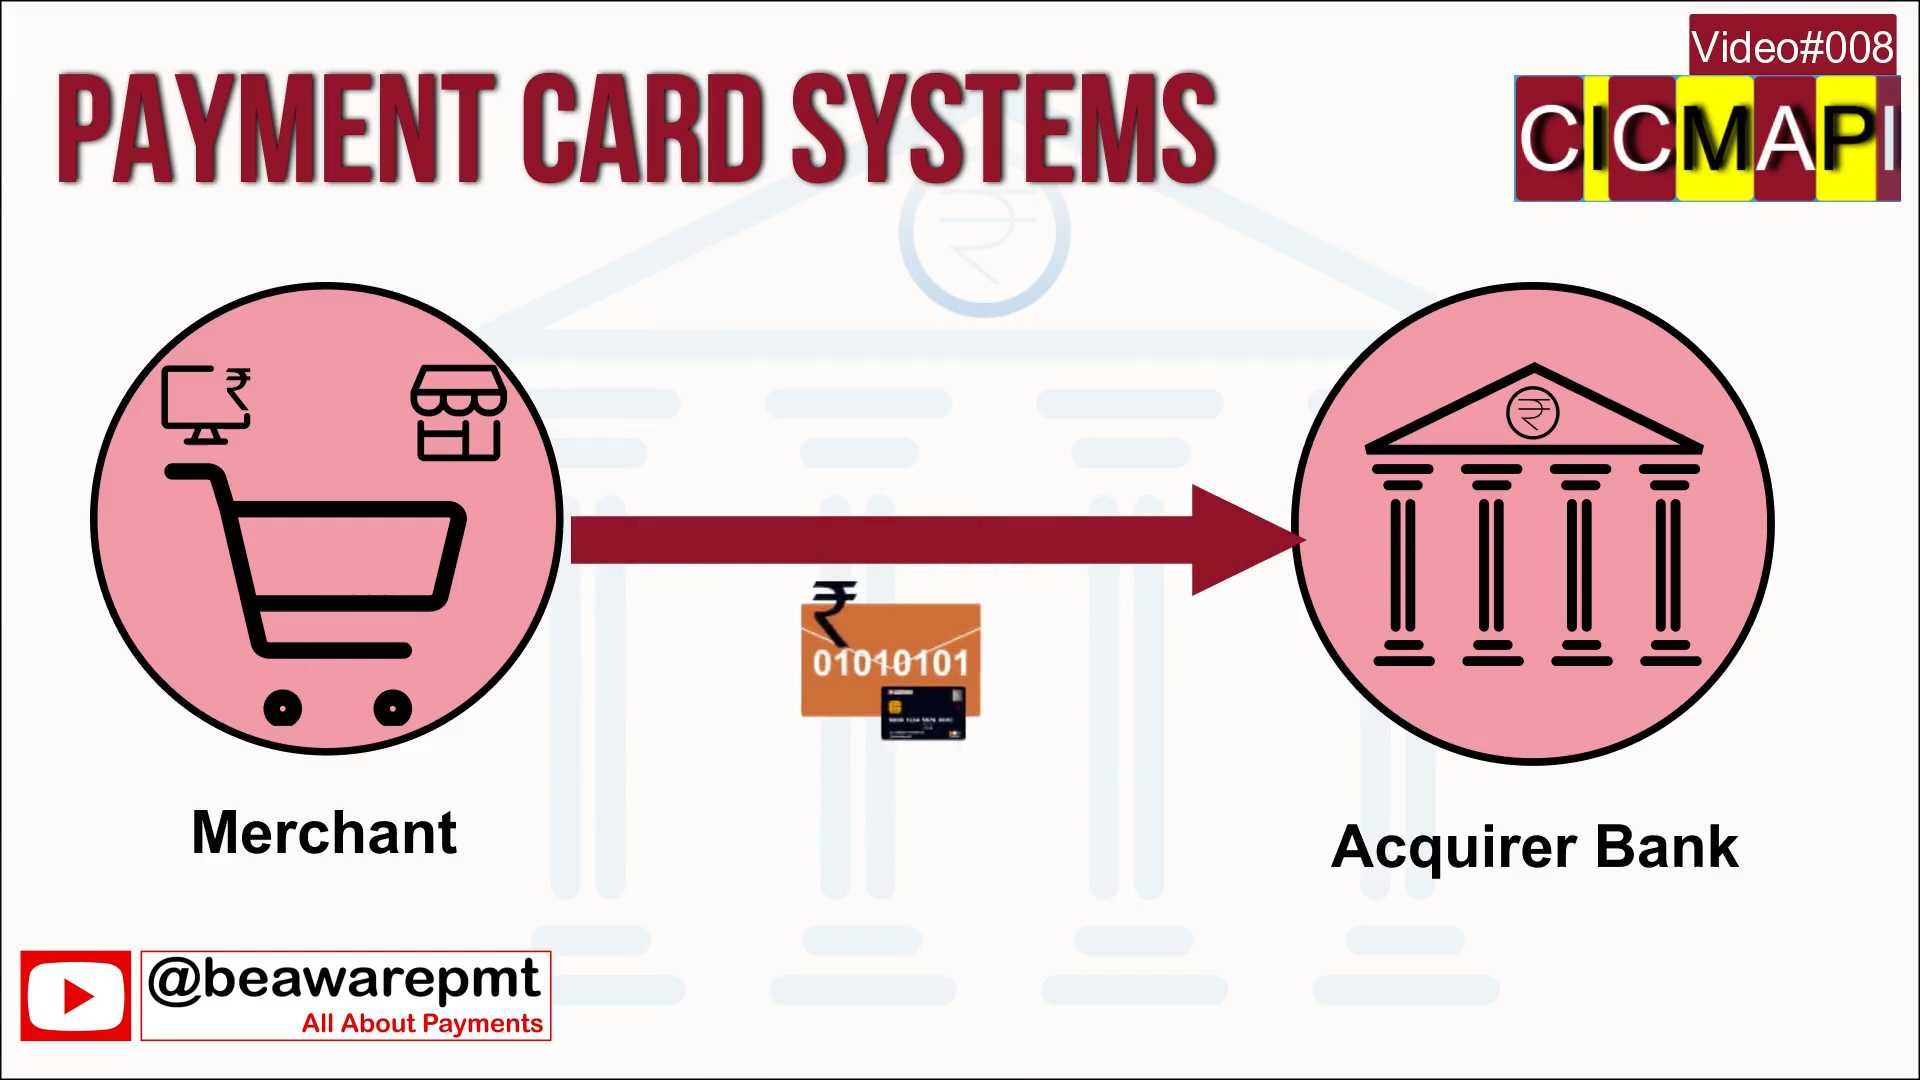 Video#008
PAYMENT CARD SYSTEMS
CICMAPI
₹
₹
₹
01010101
Merchant
Acquirer Bank
@beawarepmt
All About Payments